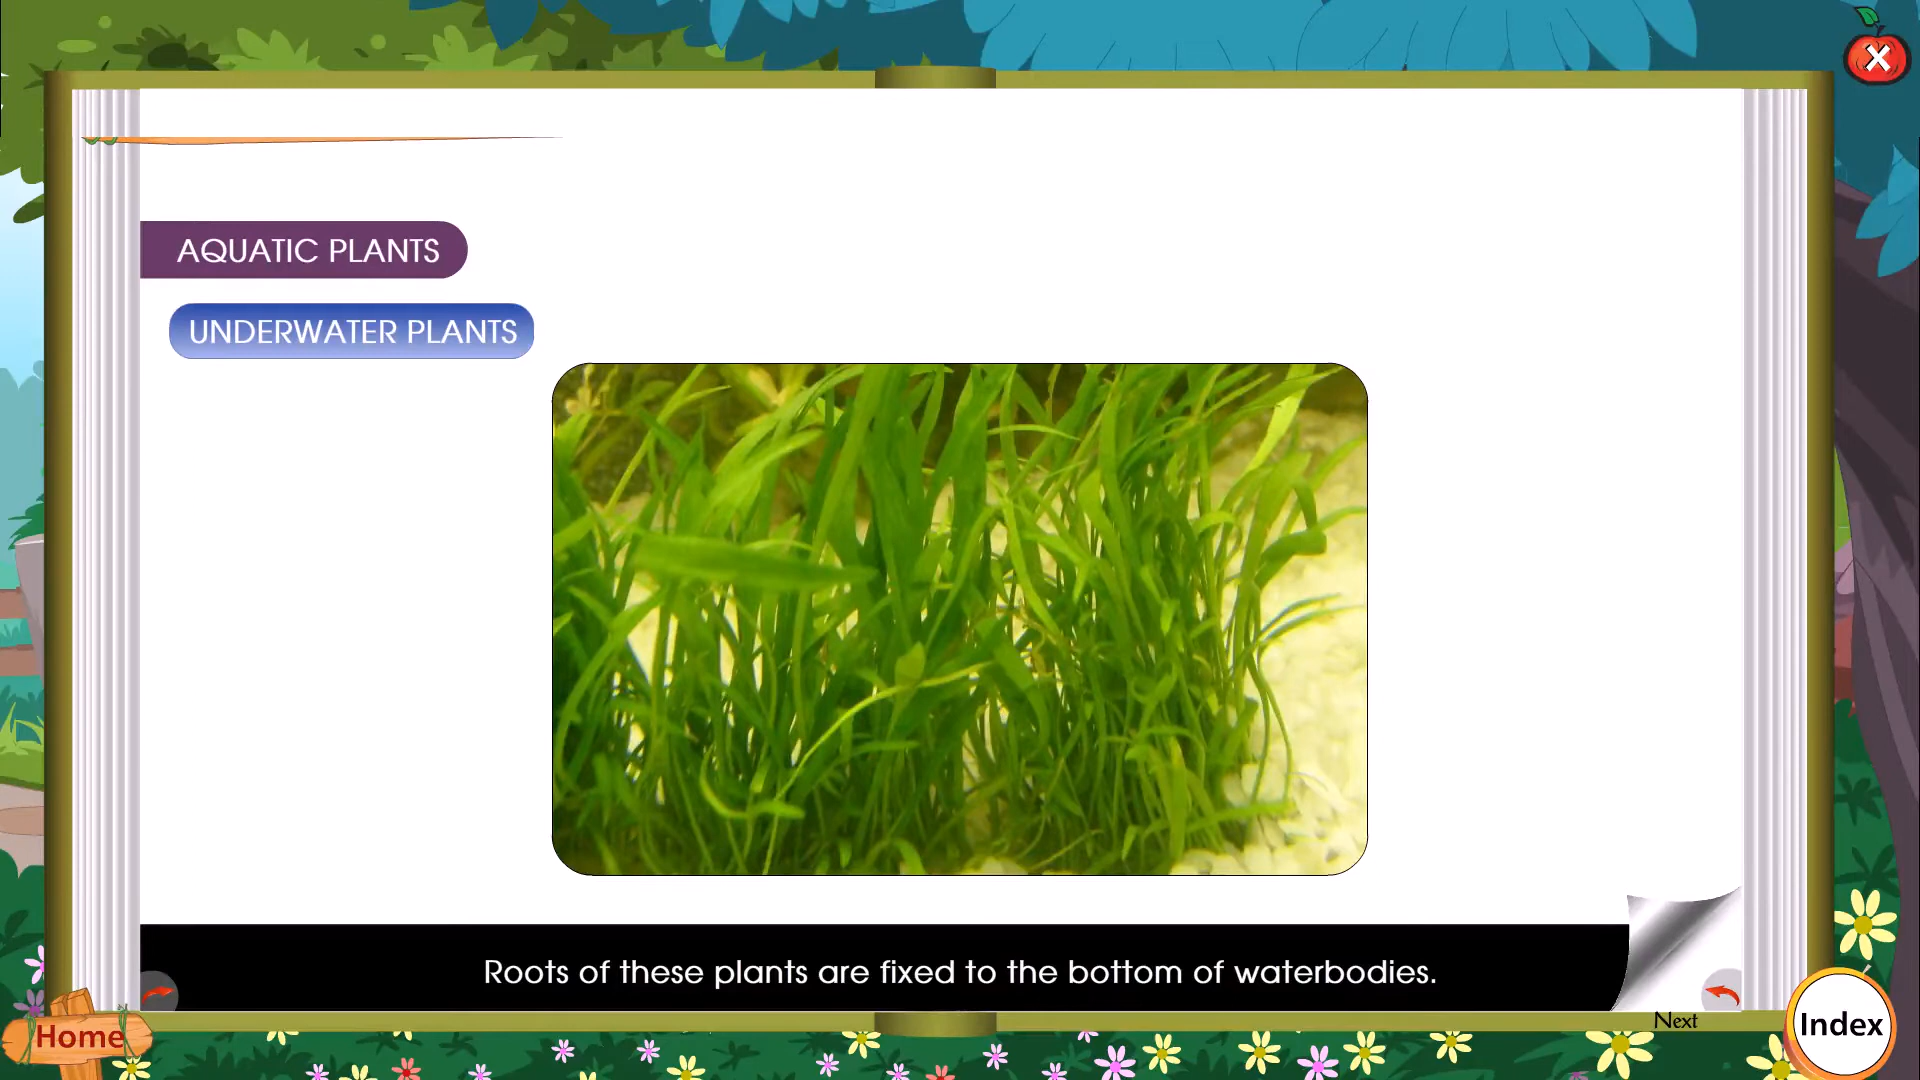 AQUATIC PLANTS
UNDERWATER PLANTS
Roots of these plants are fixed to the bottom of waterbodies.
Home
Next
Index